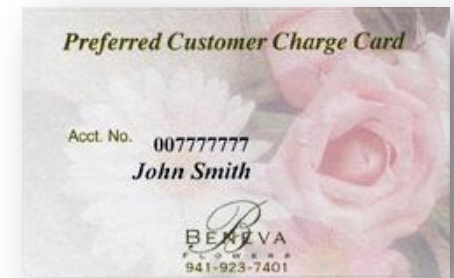 Preferred Customer Charge Card
Acct. No. 007777777
John Smith
B
BENEVA
FLOWERS
941-923-7401